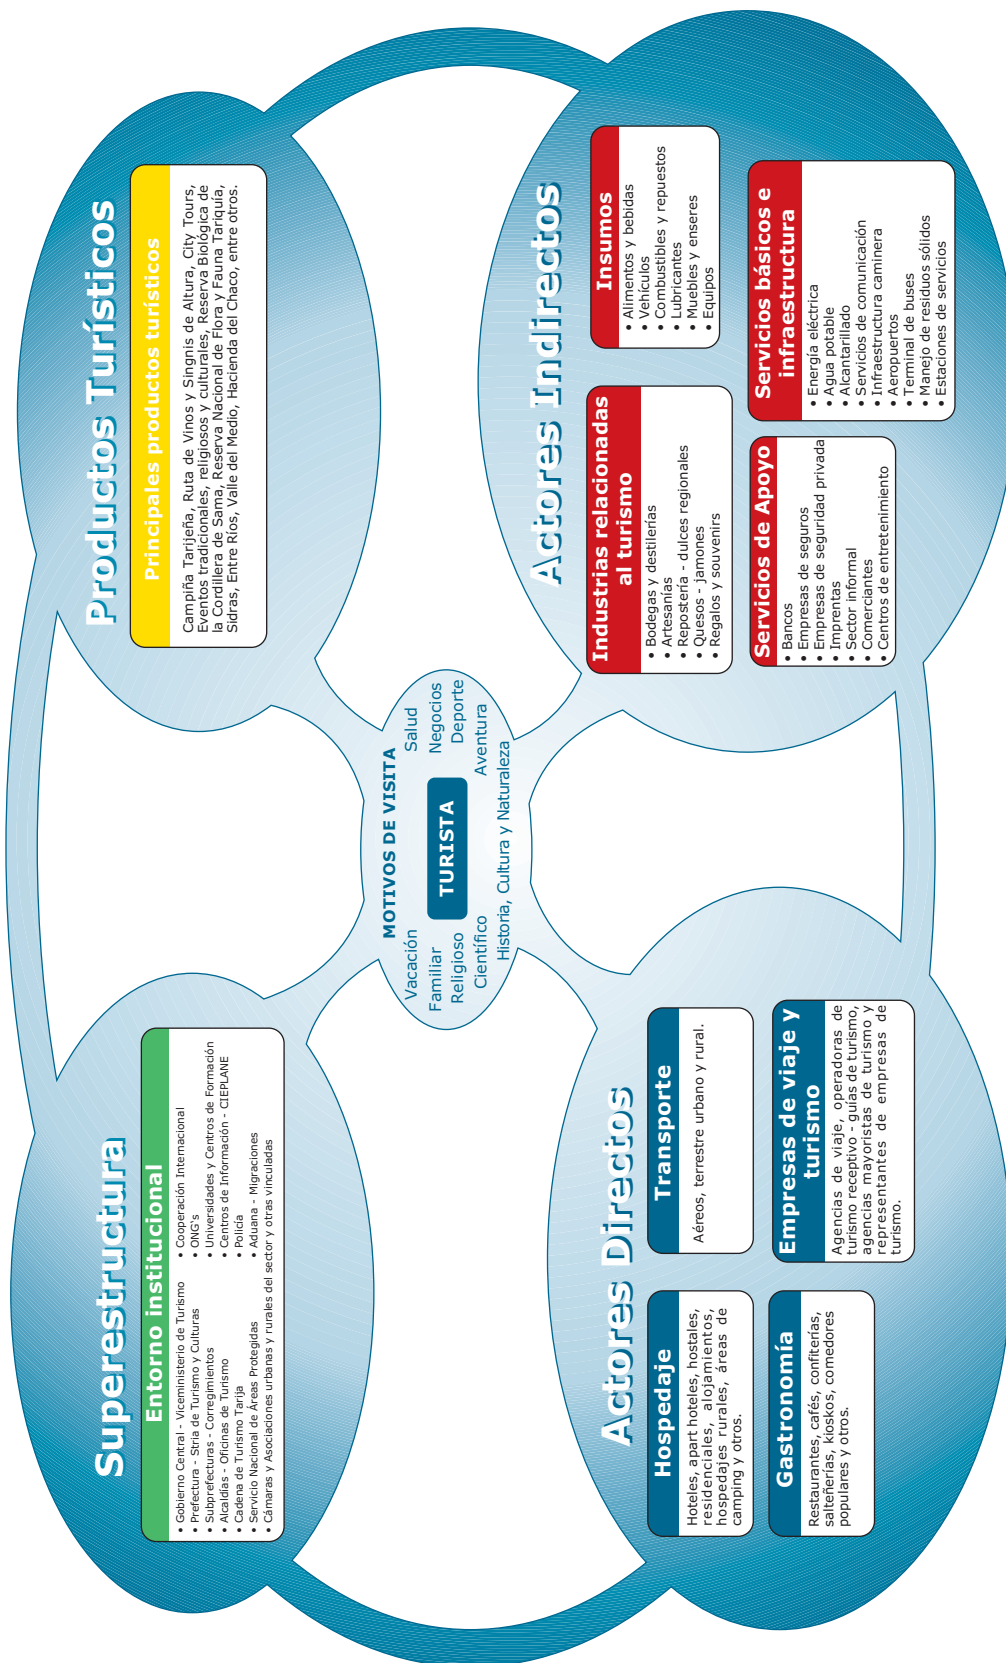 Superestructura
Entorno institucional
• Gobierno Central - Viceministerio de Turismo
• Prefectura - Stria de Turismo y Culturas
• Subprefecturas - Corregimientos
• Alcaldías - Oficinas de Turismo
• Cadena de Turismo Tarija
• Servicio Nacional de Áreas Protegidas
• Cámaras y Asociaciones urbanas y rurales del sector y otras vinculadas
• Cooperación Internacional
• ONG's
• Universidades y Centros de Formación
• Centros de Información - CIEPLANE
• Policía
• Aduana - Migraciones
Productos Turísticos
Principales productos turísticos
Campiña Tarijeña, Ruta de Vinos y Singnis de Altura, City Tours,
Eventos tradicionales, religiosos y culturales, Reserva Biológica de
la Cordillera de Sama, Reserva Nacional de Flora y Fauna Tariquía,
Sidras, Entre Ríos, Valle del Medio, Hacienda del Chaco, entre otros.
MOTIVOS DE VISITA
Vacación
Salud
Familiar
TURISTA
Negocios
Religioso
Deporte
Científico
Aventura
Historia, Cultura y Naturaleza
Actores Directos
Hospedaje
Hoteles, apart hoteles, hostales,
residenciales, alojamientos,
hospedajes rurales, áreas de
camping y otros.
Transporte
Aéreos, terrestre urbano y rural.
Gastronomía
Restaurantes, cafés, confiterías,
salteñerías, kioskos, comedores
populares y otros.
Empresas de viaje y
turismo
Agencias de viaje, operadoras de
turismo receptivo - guías de turismo,
agencias mayoristas de turismo y
representantes de empresas de
turismo.
Actores Indirectos
Industrias relacionadas
al turismo
• Bodegas y destilerías
• Artesanías
• Repostería - dulces regionales
• Quesos - jamones
• Regalos y souvenirs
Insumos
• Alimentos y bebidas
• Vehículos
• Combustibles y repuestos
• Lubricantes
• Muebles y enseres
• Equipos
Servicios de Apoyo
• Bancos
• Empresas de seguros
• Empresas de seguridad privada
• Imprentas
• Sector informal
• Comerciantes
• Centros de entretenimiento
Servicios básicos e
infraestructura
• Energía eléctrica
• Agua potable
• Alcantarillado
• Servicios de comunicación
• Infraestructura caminera
• Aeropuertos
• Terminal de buses
• Manejo de residuos sólidos
• Estaciones de servicios